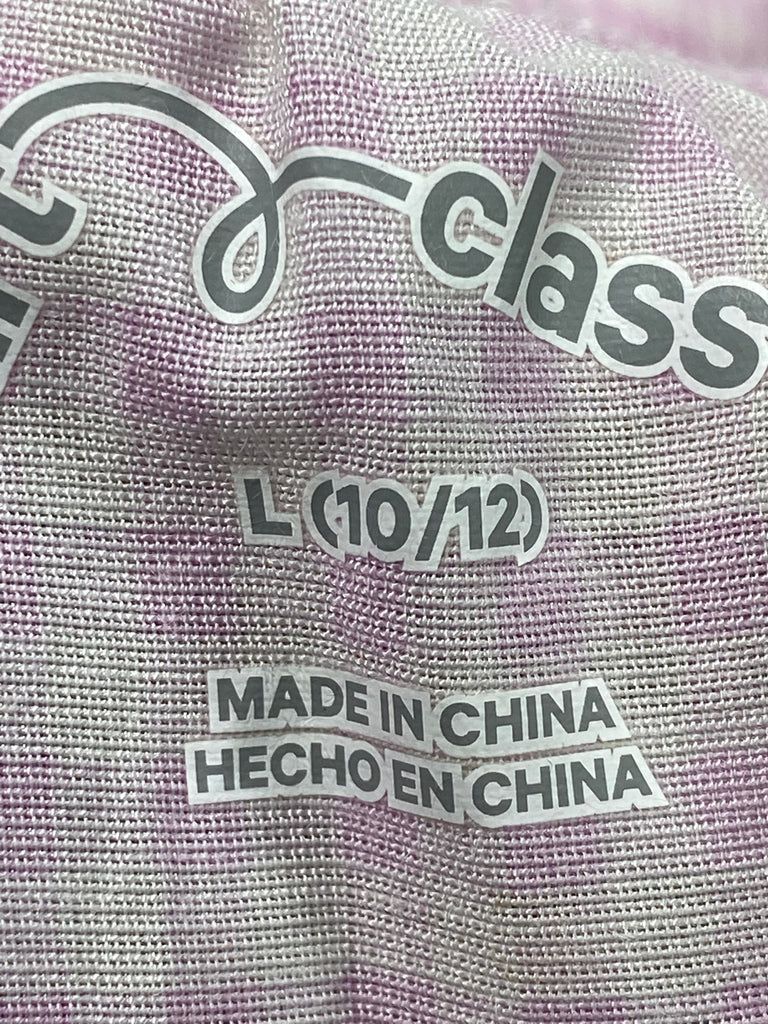 class
L (10/12)
MADE IN CHINA
HECHO EN CHINA